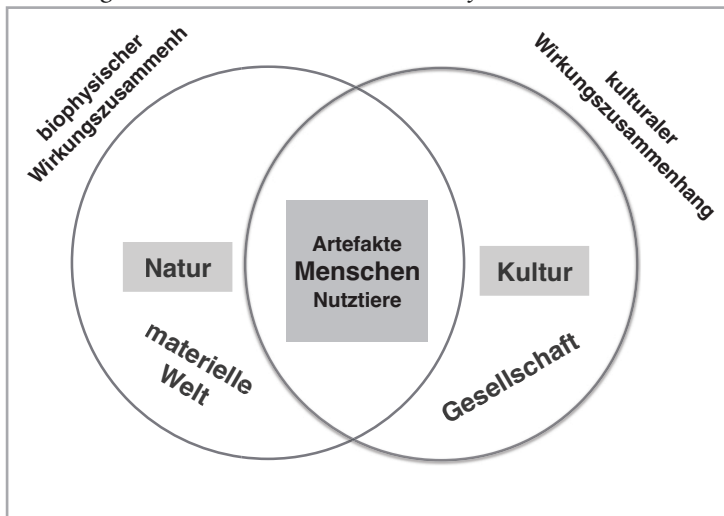 biophysischer
Wirkungszusammenh
kulturaler
Wirkungszusammenhang
Natur
Artefakte
Menschen
Nutztiere
Kultur
materielle
Welt
Gesellschaft